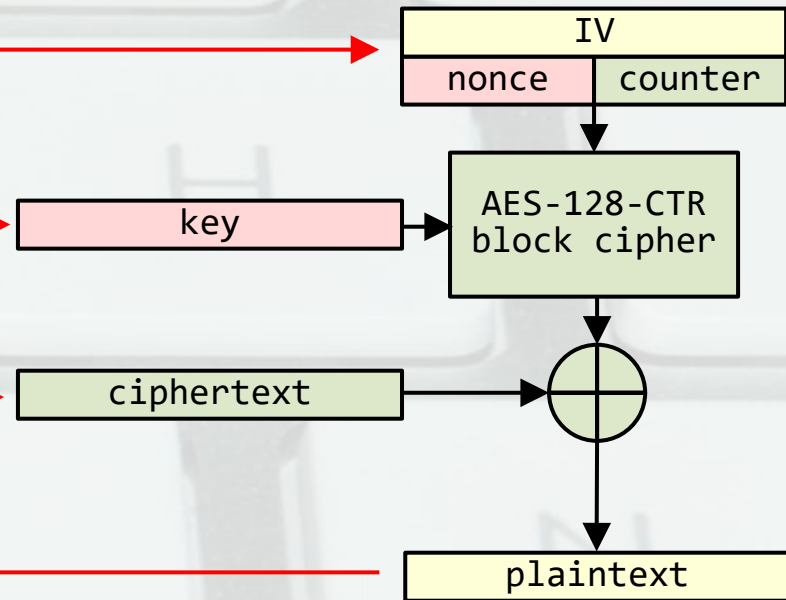 IV
nonce counter
key
AES-128-CTR
block cipher
ciphertext
plaintext